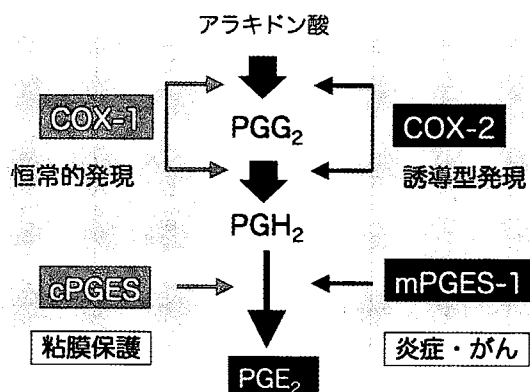 アラキドン酸
COX-1
PGG₂
COX-2
恒常的発現
誘導型発現
PGH₂
cPGES
mPGES-1
粘膜保護
炎症・がん
PGE₂